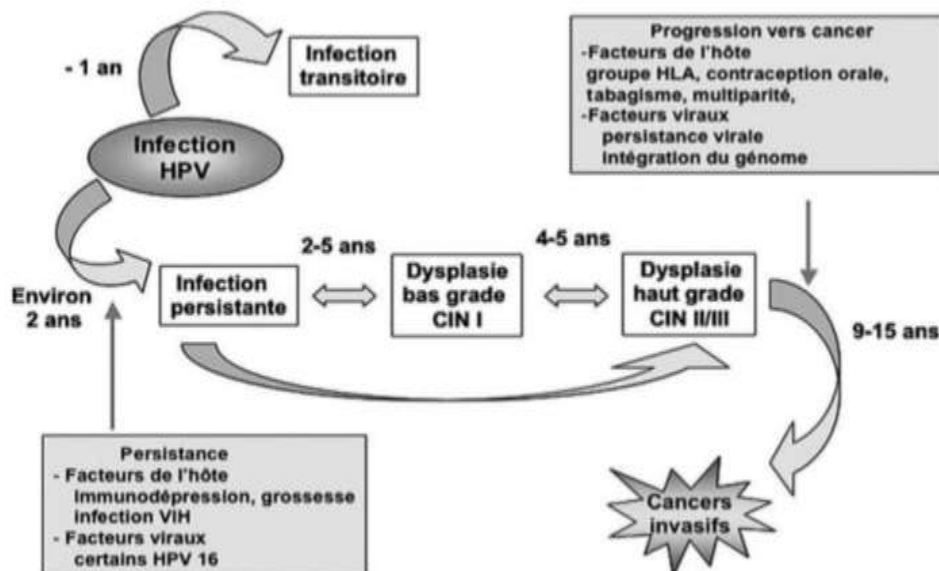 - 1 an
Infection
transitoire
Infection
HPV
Progression vers cancer
-Facteurs de l'hôte
groupe HLA, contraception orale,
tabagisme, multiparité,
-Facteurs viraux
persistance virale
intégration du génome
Environ
2 ans
Infection
persistante
2-5 ans
Dysplasie
bas grade
CIN I
4-5 ans
Dysplasie
haut grade
CIN II/III
9-15 ans
Persistance
- Facteurs de l'hôte
Immunodépression, grossesse
infection VIH
- Facteurs viraux
certains HPV 16
Cancers
invasifs